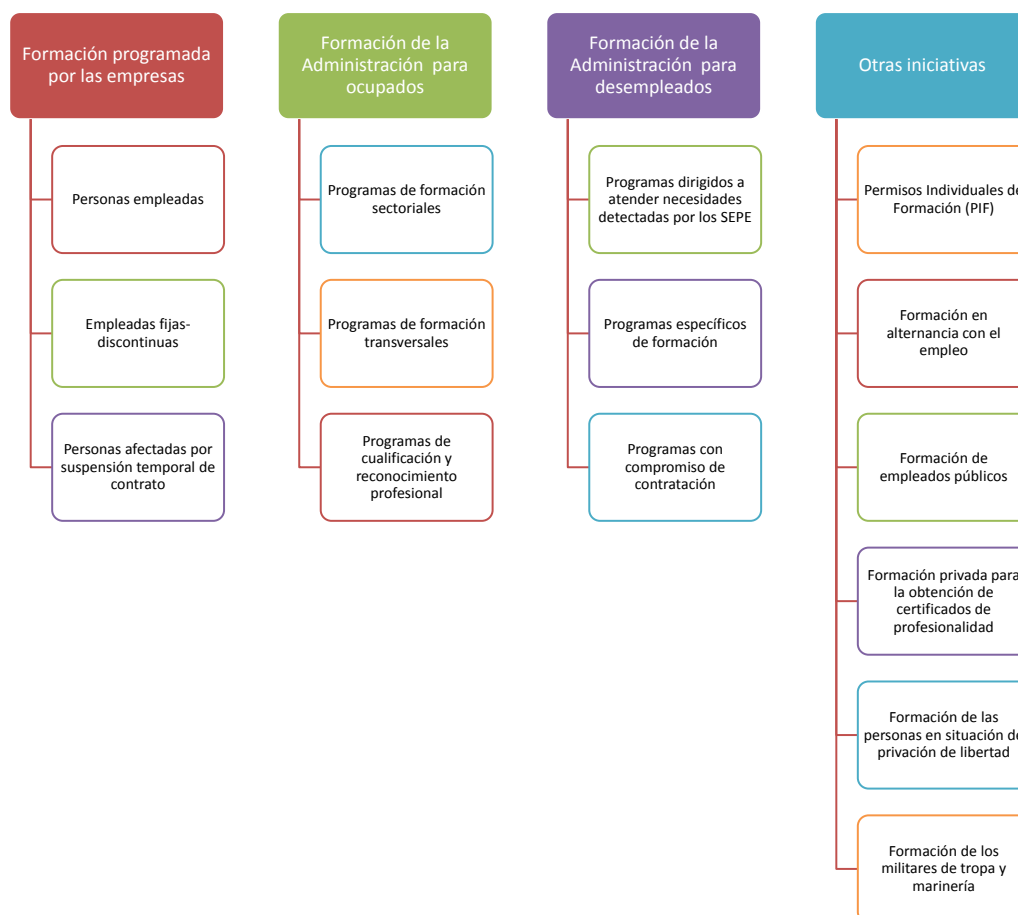 Formación programada
por las empresas
Personas empleadas
Empleadas fijas-
discontinuas
Personas afectadas por
suspensión temporal de
contrato
Formación de la
Administración para
ocupados
Programas de formación
sectoriales
Programas de formación
transversales
Programas de
cualificación y
reconocimiento
profesional
Formación de la
Administración para
desempleados
Programas dirigidos a
atender necesidades
detectadas por los SEPE
Programas específicos
de formación
Programas con
compromiso de
contratación
Otras iniciativas
Permisos Individuales de
Formación (PIF)
Formación en
alternancia con el
empleo
Formación de
empleados públicos
Formación privada para
la obtención de
certificados de
profesionalidad
Formación de las
personas en situación de
privación de libertad
Formación de los
militares de tropa y
marinería